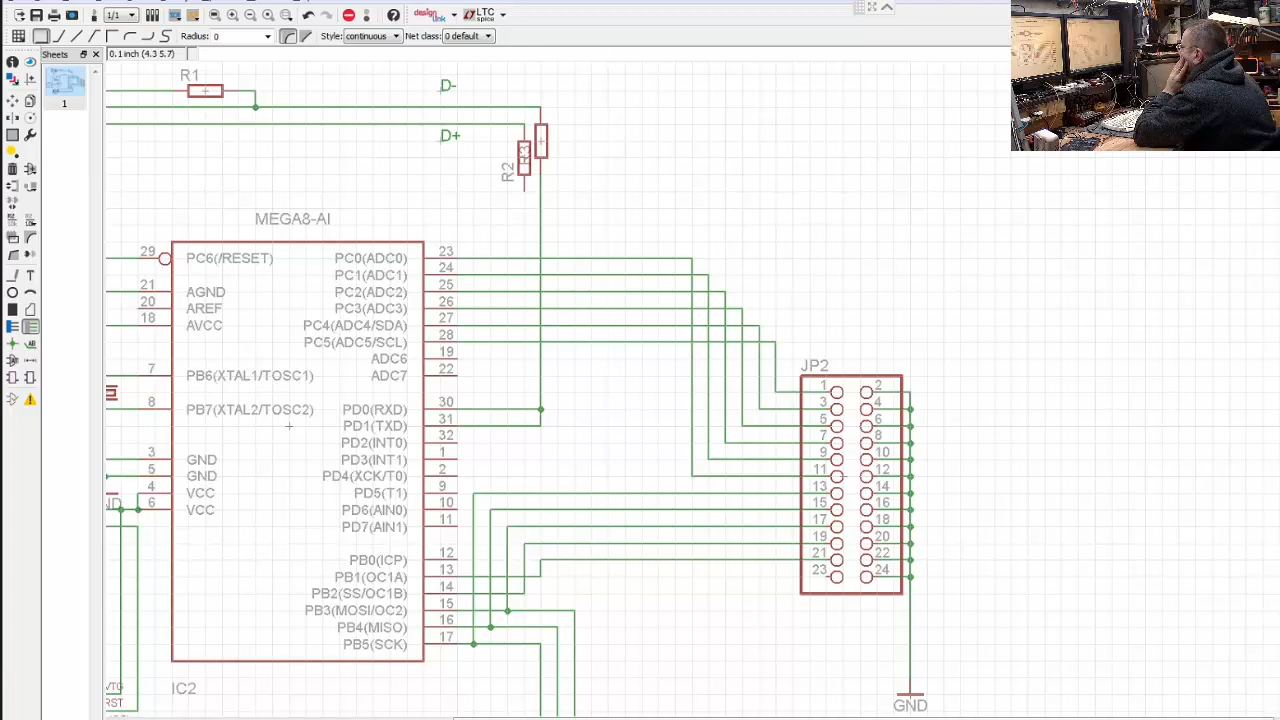 1/1
design link
LTC spice
Radius: 0
Style: continuous
Net class: 0 default
Sheets
0.1 inch (4.3 5.7)
1
R1
D-
D+
R2
R3
MEGA8-AI
29 PC6(/RESET) PC0(ADC0) 23
PC1(ADC1) 24
21 AGND PC2(ADC2) 25
20 AREF PC3(ADC3) 26
18 AVCC PC4(ADC4/SDA) 27
PC5(ADC5/SCL) 28
ADC6 19
7 PB6(XTAL1/TOSC1) ADC7 22
8 PB7(XTAL2/TOSC2) PD0(RXD) 30
PD1(TXD) 31
PD2(INT0) 32
3 GND PD3(INT1) 1
5 GND PD4(XCK/T0) 2
4 VCC PD5(T1) 9
6 VCC PD6(AIN0) 10
PD7(AIN1) 11
PB0(ICP) 12
PB1(OC1A) 13
PB2(SS/OC1B) 14
PB3(MOSI/OC2) 15
PB4(MISO) 16
PB5(SCK) 17
IC2
JP2
1 2
3 4
5 6
7 8
9 10
11 12
13 14
15 16
17 18
19 20
21 22
23 24
GND